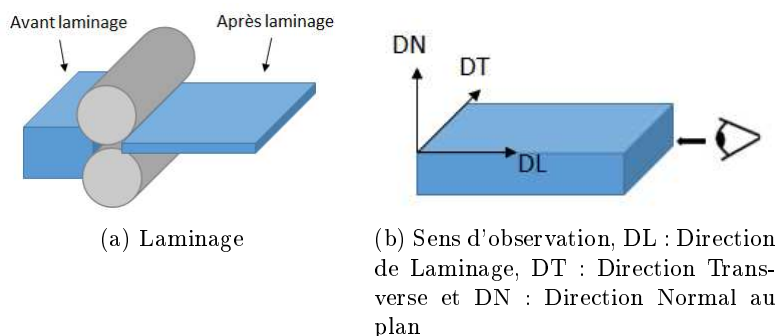 Avant laminage
Après laminage
DN
DT
DL
(a) Laminage
(b) Sens d'observation, DL : Direction
de Laminage, DT : Direction Trans-
verse et DN : Direction Normal au
plan